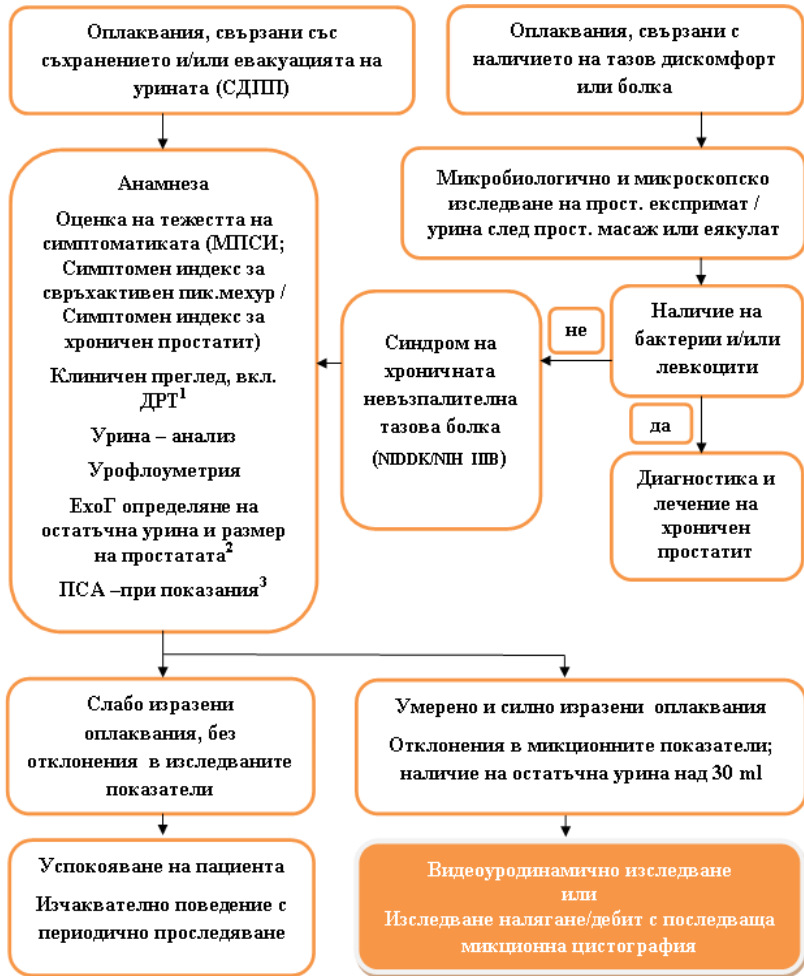 Оплаквания, свързани със
съхранението и/или евакуацията на
урината (СДПП)
Оплаквания, свързани с
наличието на тазов дискомфорт
или болка
Анамнеза
Оценка на тежестта на
симптоматиката (МПСИ;
Симптомен индекс за
свръхактивен пик.мехур /
Симптомен индекс за
хроничен простатит)
Клиничен преглед, вкл.
ДРТ1
Урина – анализ
Урофлоуметрия
ЕхоГ определяне на
остатъчна урина и размер
на простатата2
ПСА –при показания3
Микробиологично и микроскопско
изследване на прост. експримат /
урина след прост. масаж или еякулат
Наличие на
бактерии и/или
левкоцити
не
Синдром на
хроничната
невъзпалителна
тазова болка
(NIDDK/NIH IIIB)
да
Диагностика и
лечение на
хроничен
простатит
Слабо изразени
оплаквания, без
отклонения в изследваните
показатели
Умерено и силно изразени оплаквания
Отклонения в микционните показатели;
наличие на остатъчна урина над 30 ml
Успокояване на пациента
Изчаквателно поведение с
периодично проследяване
Видеоуродинамично изследване
или
Изследване налягане/дебит с последваща
микционна цистография